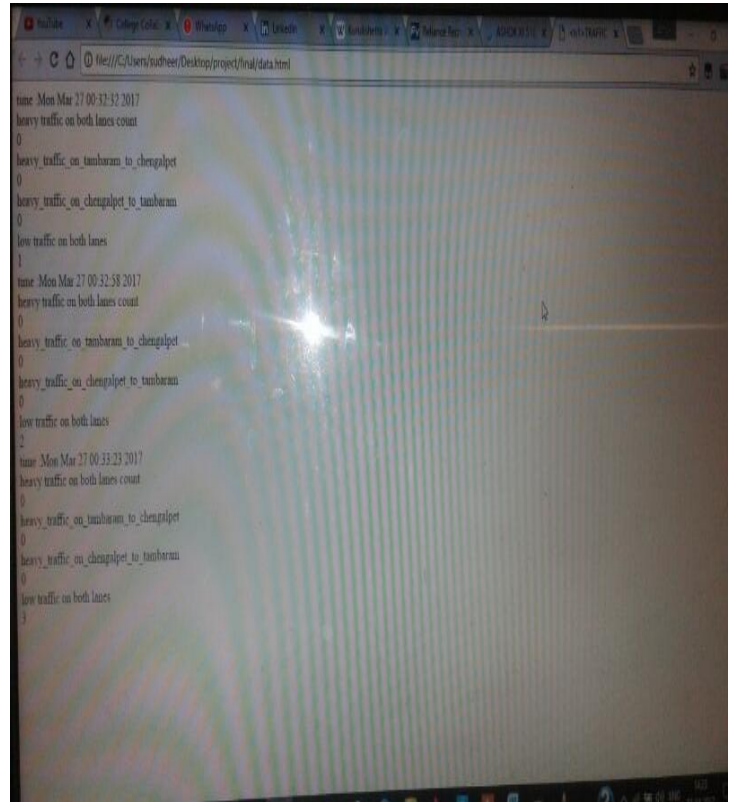 YouTube
WhatsApp
LinkedIn
file:///C:/Users/sudheer/Desktop/project/final/data.html
time :Mon Mar 27 00:32:32 2017
heavy traffic on both lanes count
0
heavy_traffic_on_tambaram_to_chengalpet
0
heavy_traffic_on_chengalpet_to_tambaram
0
low traffic on both lanes
1
time :Mon Mar 27 00:32:58 2017
heavy traffic on both lanes count
0
heavy_traffic_on_tambaram_to_chengalpet
0
heavy_traffic_on_chengalpet_to_tambaram
0
low traffic on both lanes
2
time :Mon Mar 27 00:33:23 2017
heavy traffic on both lanes count
0
heavy_traffic_on_tambaram_to_chengalpet
0
heavy_traffic_on_chengalpet_to_tambaram
0
low traffic on both lanes
3